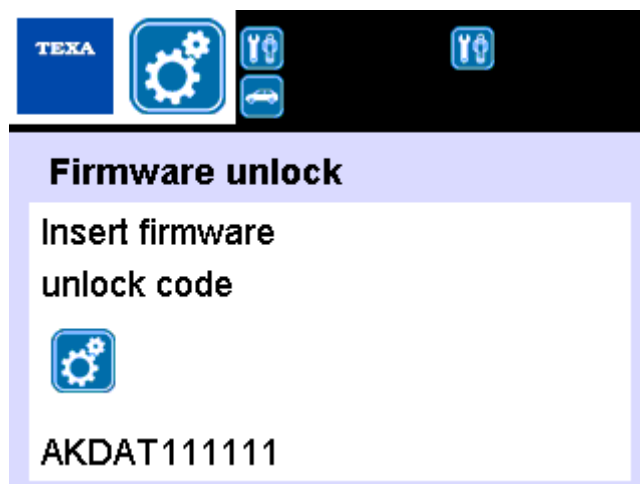 TEXA
Firmware unlock
Insert firmware
unlock code
AKDAT111111